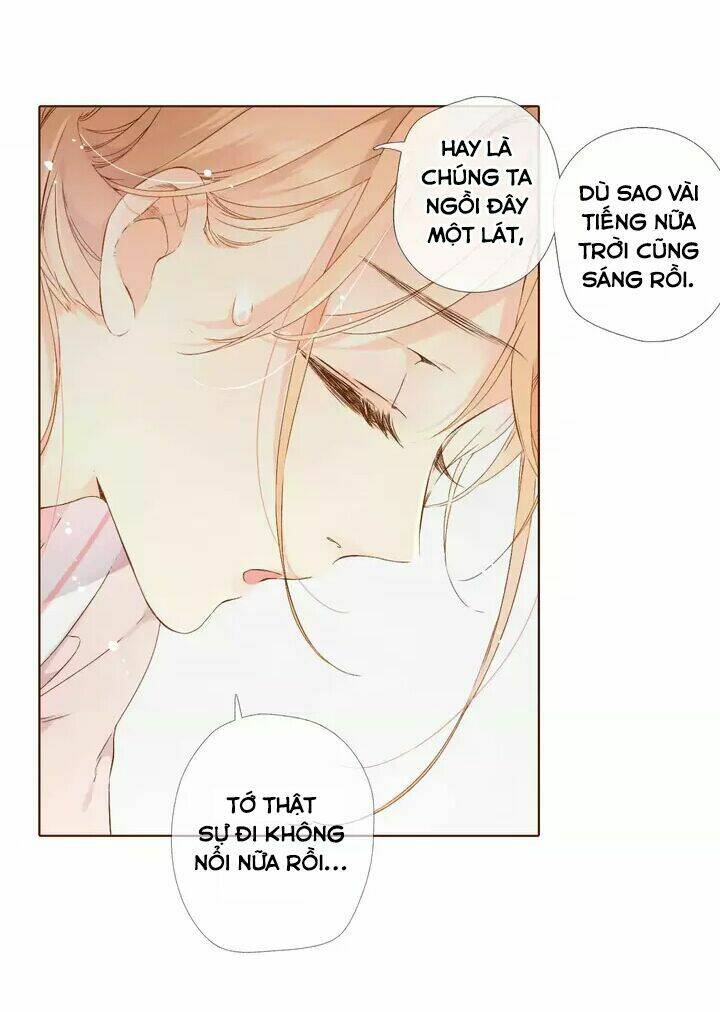 HAY LÀ
CHÚNG TA
NGỒI ĐÂY
MỘT LÁT,
DÙ SAO VÀI
TIẾNG NỮA
TRỜI CŨNG
SÁNG RỒI.
TỚ THẬT
SỰ ĐI KHÔNG
NỔI NỮA RỒI...